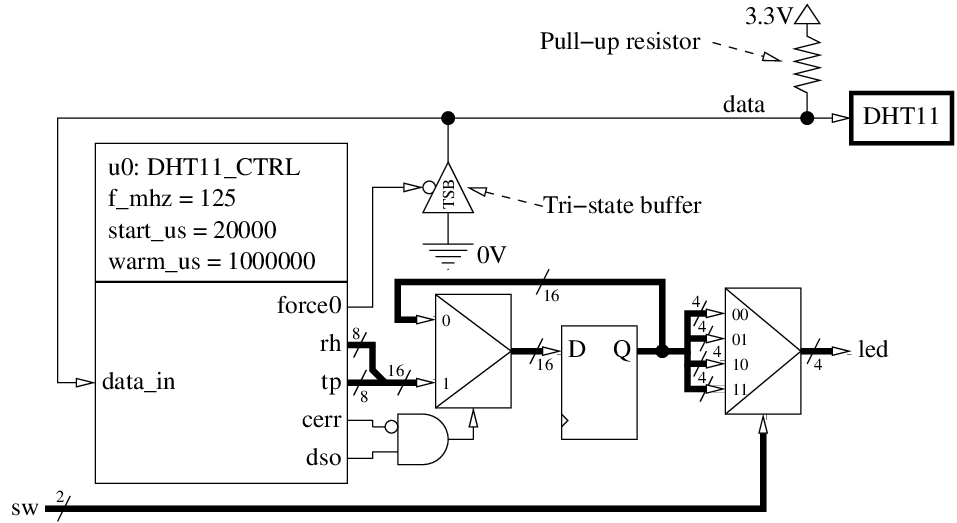 3.3V
Pull-up resistor
data
DHT11
u0: DHT11_CTRL
f_mhz = 125
start_us = 20000
warm_us = 1000000
TSB
Tri-state buffer
0V
force0
16
0
rh
8
tp
8
16
1
16
D
Q
4
00
4
01
4
10
4
11
4
led
data_in
cerr
dso
sw
2